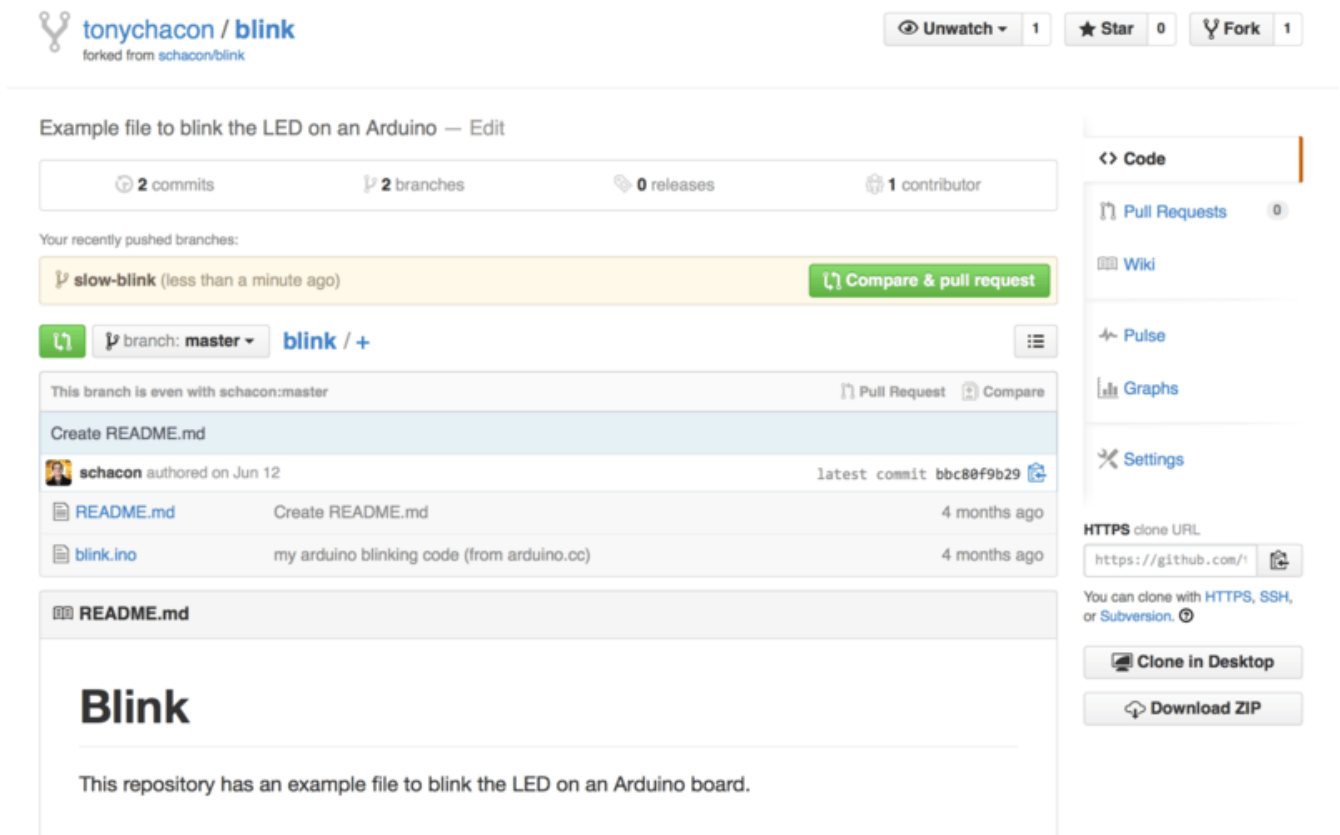 tonychacon / blink
forked from schacon/blink
Unwatch 1 Star 0 Fork 1
Example file to blink the LED on an Arduino — Edit
2 commits 2 branches 0 releases 1 contributor
Your recently pushed branches:
slow-blink (less than a minute ago) Compare & pull request
branch: master blink / +
This branch is even with schacon:master Pull Request Compare
Create README.md
schacon authored on Jun 12 latest commit bbc80f9b29
README.md Create README.md 4 months ago
blink.ino my arduino blinking code (from arduino.cc) 4 months ago
README.md
Blink
This repository has an example file to blink the LED on an Arduino board.
<> Code
Pull Requests 0
Wiki
Pulse
Graphs
Settings
HTTPS clone URL
https://github.com/
You can clone with HTTPS, SSH,
or Subversion.
Clone in Desktop
Download ZIP